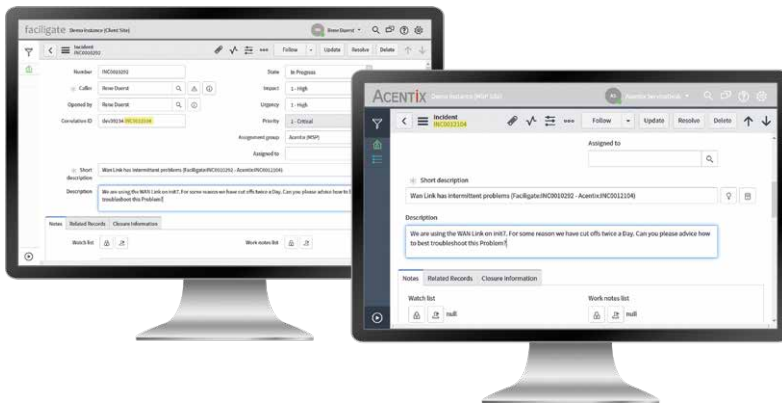 faciligate Demo Instance (Client Site)
Rene Duerst
Incident
INC0010292
Follow
Update
Resolve
Delete
Number
INC0010292
State
In Progress
Caller
Rene Duerst
Impact
1 - High
Opened by
Rene Duerst
Urgency
1 - High
Correlation ID
Priority
1 - Critical
Assignment group
Acentix (MSP)
Assigned to
Short
description
Wan Link has intermittent problems (Faciligate:INC0010292 - Acentix:INC0012104)
Description
We are using the WAN Link on init7. For some reason we have cut offs twice a Day. Can you please advice how to b
troubleshoot this Problem?
Notes
Related Records
Closure Information
Watch list
Work notes list
ACENTIX Demo Instance (MSP Site)
Incident
INC0012104
Follow
Update
Resolve
Delete
Assigned to
Short description
Wan Link has intermittent problems (Faciligate:INC0010292 - Acentix:INC0012104)
Description
We are using the WAN Link on init7. For some reason we have cut offs twice a Day. Can you please advice how
to best troubleshoot this Problem?
Notes
Related Records
Closure Information
Watch list
Work notes list
null
null